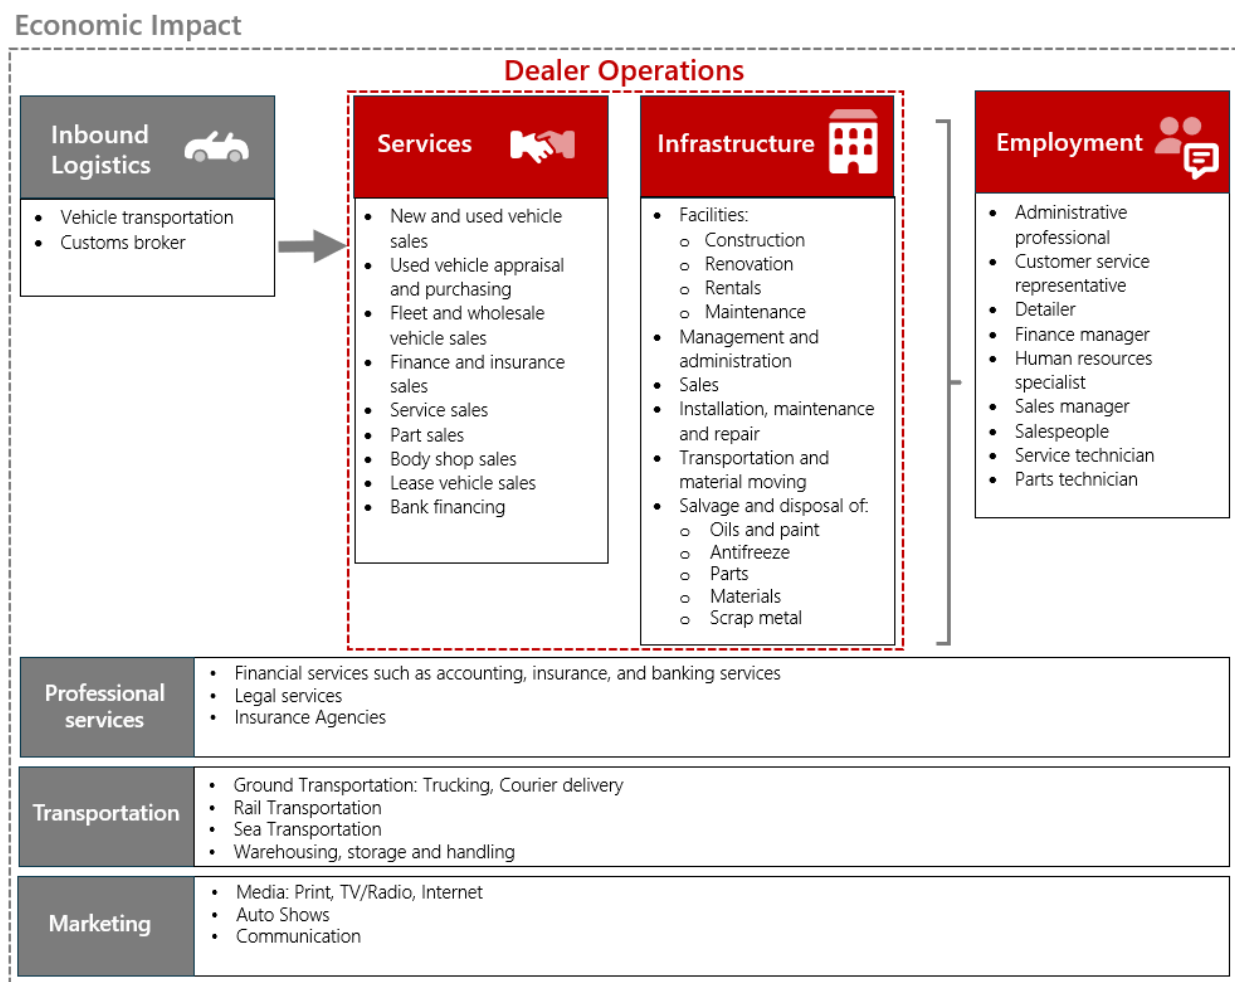 Economic Impact
Dealer Operations
Inbound
Logistics
• Vehicle transportation
• Customs broker
Services
• New and used vehicle
sales
• Used vehicle appraisal
and purchasing
• Fleet and wholesale
vehicle sales
• Finance and insurance
sales
• Service sales
• Part sales
• Body shop sales
• Lease vehicle sales
• Bank financing
Infrastructure
• Facilities:
o Construction
o Renovation
o Rentals
o Maintenance
• Management and
administration
• Sales
• Installation, maintenance
and repair
• Transportation and
material moving
• Salvage and disposal of:
o Oils and paint
o Antifreeze
o Parts
o Materials
o Scrap metal
Employment
• Administrative
professional
• Customer service
representative
• Detailer
• Finance manager
• Human resources
specialist
• Sales manager
• Salespeople
• Service technician
• Parts technician
Professional
services
• Financial services such as accounting, insurance, and banking services
• Legal services
• Insurance Agencies
Transportation
• Ground Transportation: Trucking, Courier delivery
• Rail Transportation
• Sea Transportation
• Warehousing, storage and handling
Marketing
• Media: Print, TV/Radio, Internet
• Auto Shows
• Communication